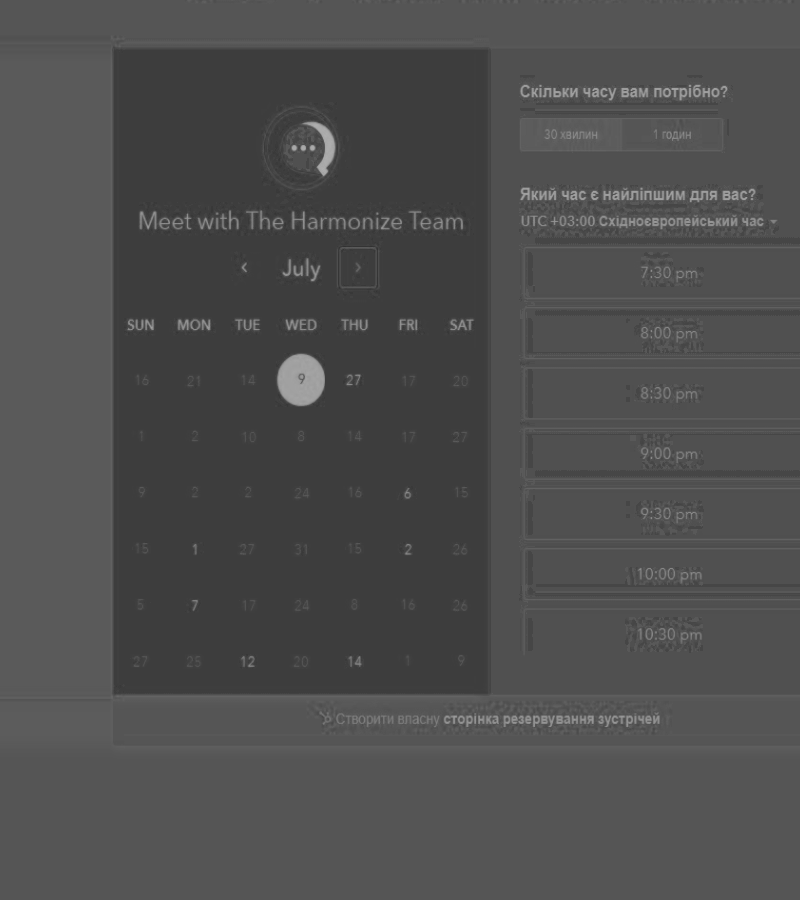 Meet with The Harmonize Team
July
SUN MON TUE WED THU FRI SAT
16 21 14 9 27 17 20
1 2 10 8 14 17 27
9 2 2 24 16 6 15
15 1 27 31 15 2 26
5 7 17 24 8 16 26
27 25 12 20 14 1 9
Скільки часу вам потрібно?
30 хвилин 1 годин
Який час є найліпшим для вас?
UTC +03:00 Східноєвропейський час
7:30 pm
8:00 pm
8:30 pm
9:00 pm
9:30 pm
10:00 pm
10:30 pm
Створити власну сторінка резервування зустрічей